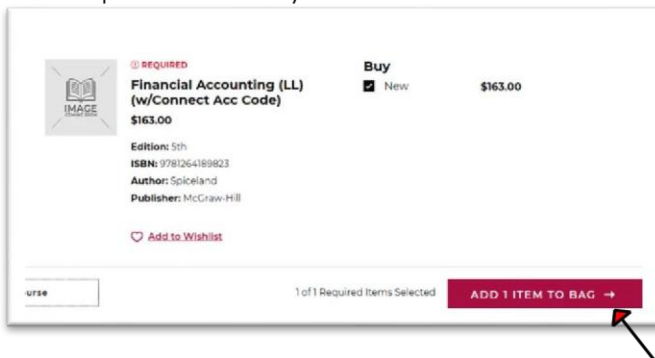 REQUIRED
Financial Accounting (LL)
(w/Connect Acc Code)
$163.00
Edition: 5th
ISBN: 9781264189823
Author: Spiceland
Publisher: McGraw-Hill
Add to Wishlist
IMAGE
COMING SOON
Buy
New
$163.00
urse
1 of 1 Required Items Selected
ADD 1 ITEM TO BAG →